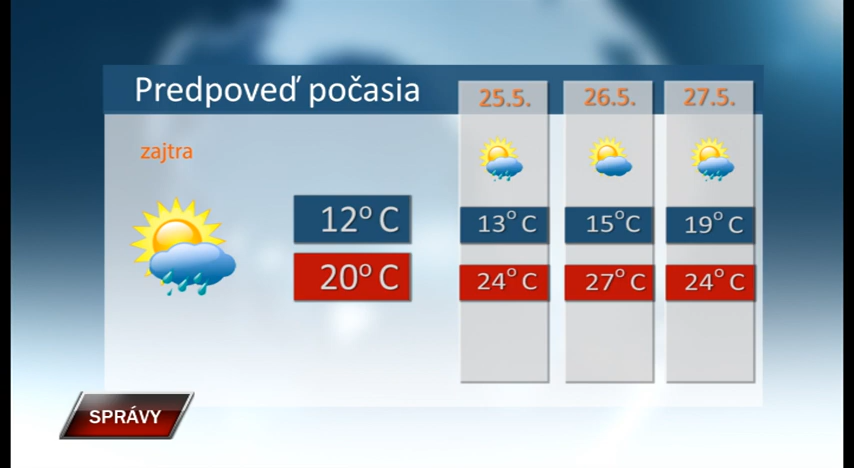 Predpoveď počasia
zajtra
12° C
20° C
25.5.
26.5.
27.5.
13° C
15°C
19° C
24° C
27° C
24° C
SPRÁVY